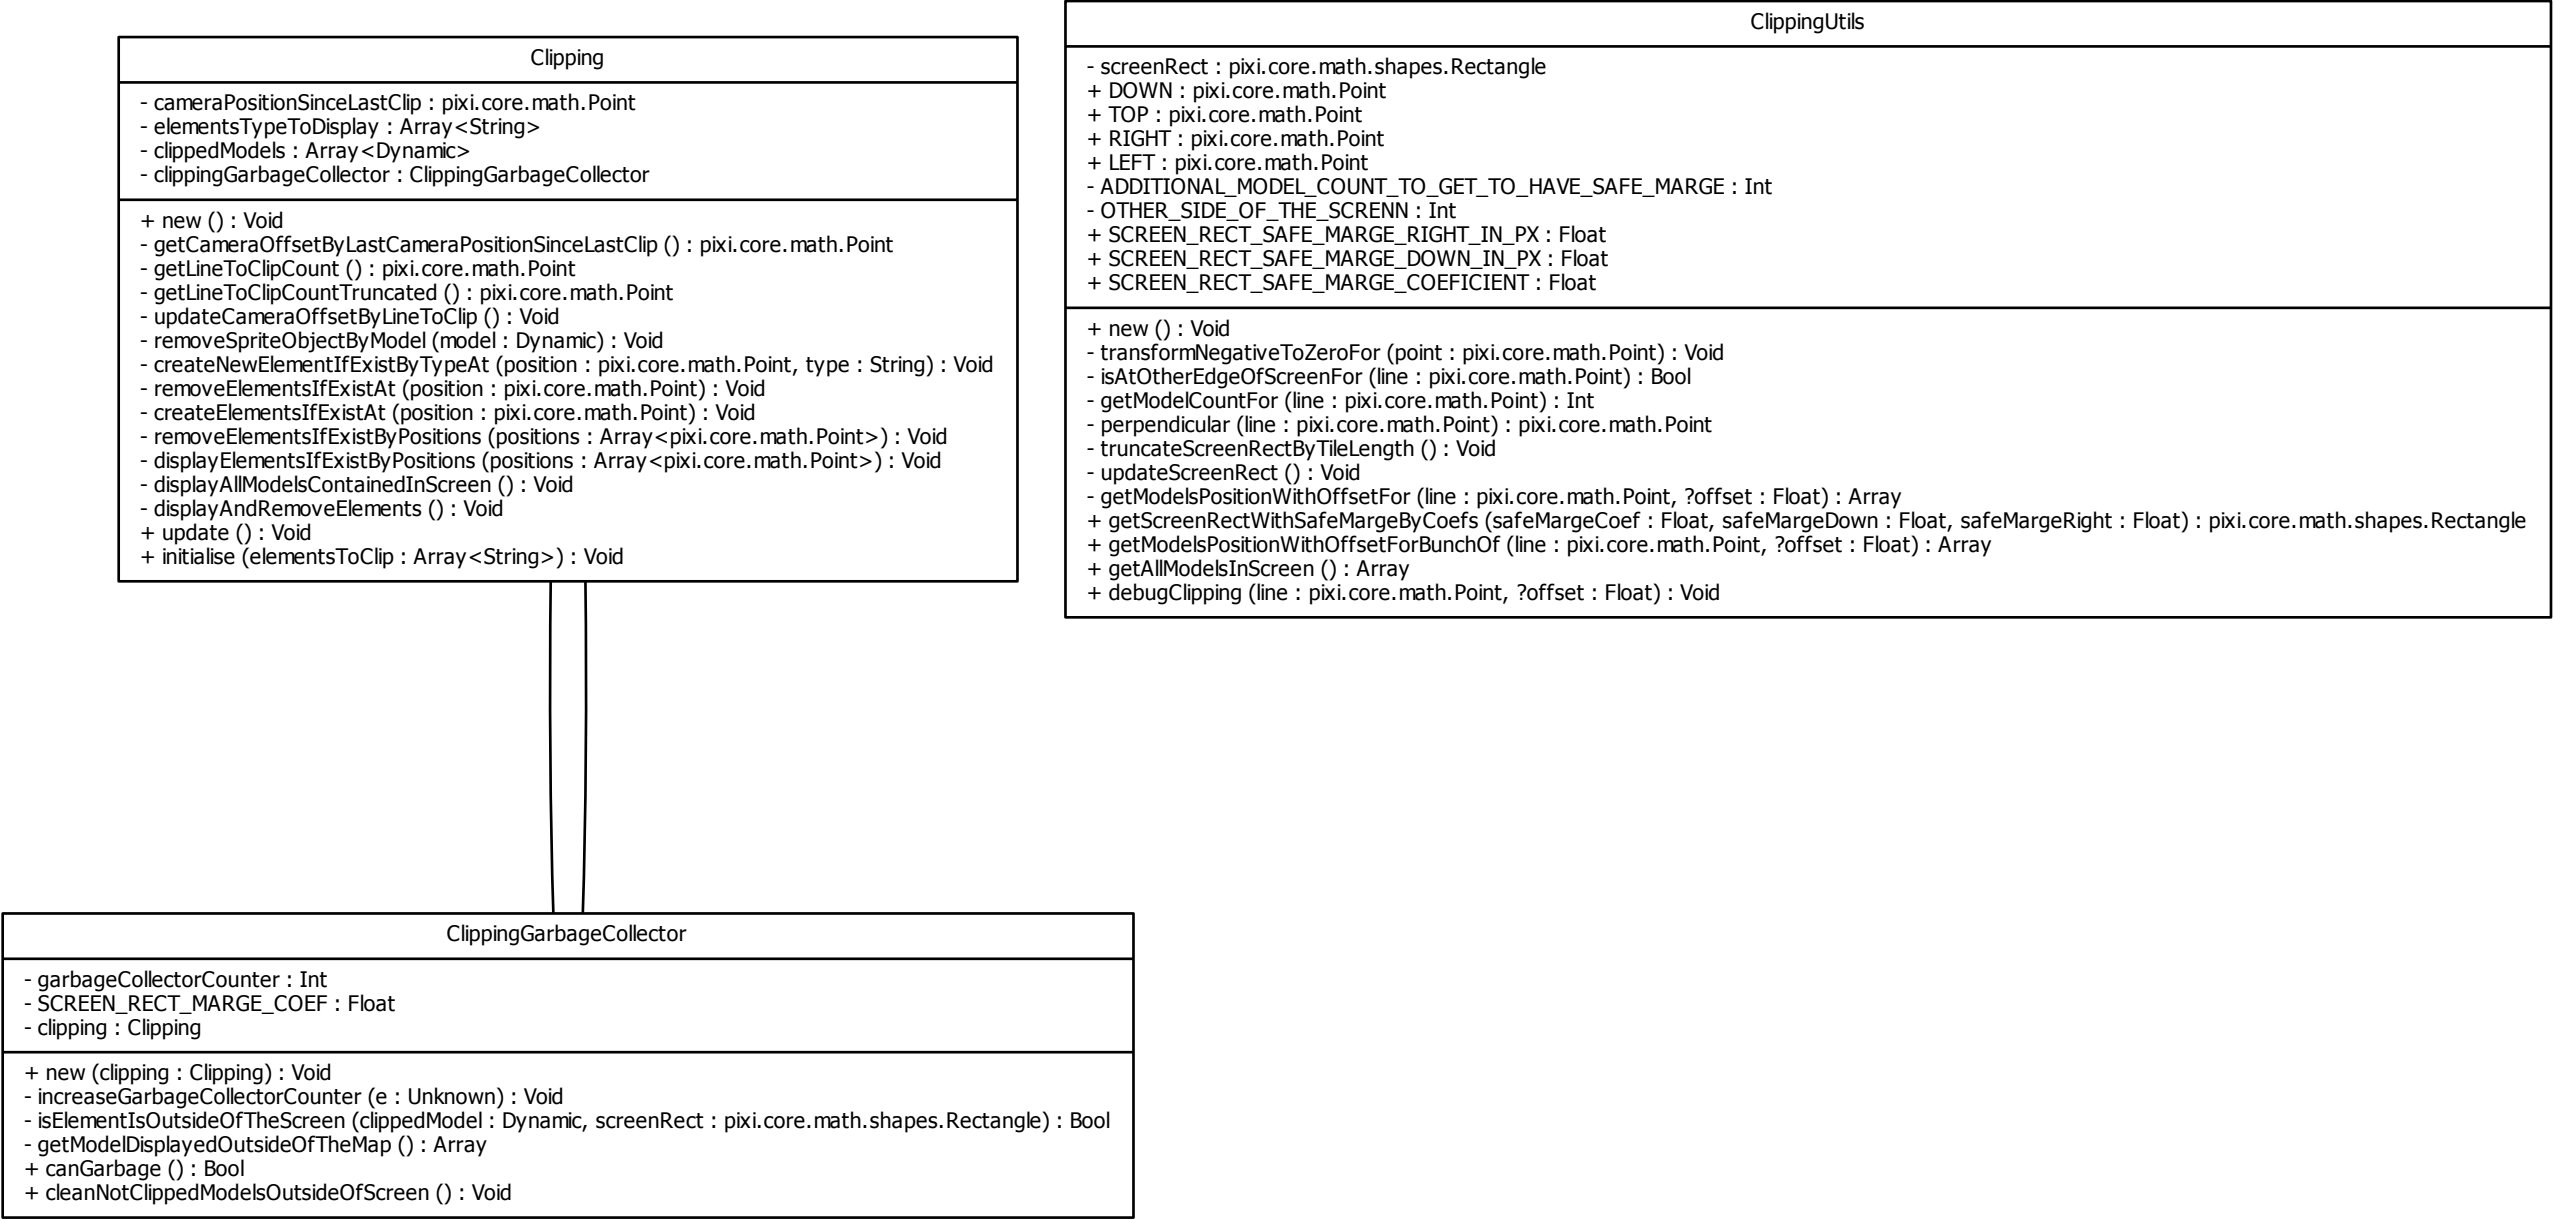 Clipping
- cameraPositionSinceLastClip : pixi.core.math.Point
- elementsTypeToDisplay : Array<String>
- clippedModels : Array<Dynamic>
- clippingGarbageCollector : ClippingGarbageCollector
+ new () : Void
- getCameraOffsetByLastCameraPositionSinceLastClip () : pixi.core.math.Point
- getLineToClipCount () : pixi.core.math.Point
- getLineToClipCountTruncated () : pixi.core.math.Point
- updateCameraOffsetByLineToClip () : Void
- removeSpriteObjectByModel (model : Dynamic) : Void
- createNewElementIfExistByTypeAt (position : pixi.core.math.Point, type : String) : Void
- removeElementsIfExistAt (position : pixi.core.math.Point) : Void
- createElementsIfExistAt (position : pixi.core.math.Point) : Void
- removeElementsIfExistByPositions (positions : Array<pixi.core.math.Point>) : Void
- displayElementsIfExistByPositions (positions : Array<pixi.core.math.Point>) : Void
- displayAllModelsContainedInScreen () : Void
- displayAndRemoveElements () : Void
+ update () : Void
+ initialise (elementsToClip : Array<String>) : Void
ClippingUtils
- screenRect : pixi.core.math.shapes.Rectangle
+ DOWN : pixi.core.math.Point
+ TOP : pixi.core.math.Point
+ RIGHT : pixi.core.math.Point
+ LEFT : pixi.core.math.Point
- ADDITIONAL_MODEL_COUNT_TO_GET_TO_HAVE_SAFE_MARGE : Int
- OTHER_SIDE_OF_THE_SCRENN : Int
+ SCREEN_RECT_SAFE_MARGE_RIGHT_IN_PX : Float
+ SCREEN_RECT_SAFE_MARGE_DOWN_IN_PX : Float
+ SCREEN_RECT_SAFE_MARGE_COEFICIENT : Float
+ new () : Void
- transformNegativeToZeroFor (point : pixi.core.math.Point) : Void
- isAtOtherEdgeOfScreenFor (line : pixi.core.math.Point) : Bool
- getModelCountFor (line : pixi.core.math.Point) : Int
- perpendicular (line : pixi.core.math.Point) : pixi.core.math.Point
- truncateScreenRectByTileLength () : Void
- updateScreenRect () : Void
- getModelsPositionWithOffsetFor (line : pixi.core.math.Point, ?offset : Float) : Array
+ getScreenRectWithSafeMargeByCoefs (safeMargeCoef : Float, safeMargeDown : Float, safeMargeRight : Float) : pixi.core.math.shapes.Rectangle
+ getModelsPositionWithOffsetForBunchOf (line : pixi.core.math.Point, ?offset : Float) : Array
+ getAllModelsInScreen () : Array
+ debugClipping (line : pixi.core.math.Point, ?offset : Float) : Void
ClippingGarbageCollector
- garbageCollectorCounter : Int
- SCREEN_RECT_MARGE_COEF : Float
- clipping : Clipping
+ new (clipping : Clipping) : Void
- increaseGarbageCollectorCounter (e : Unknown) : Void
- isElementIsOutsideOfTheScreen (clippedModel : Dynamic, screenRect : pixi.core.math.shapes.Rectangle) : Bool
- getModelDisplayedOutsideOfTheMap () : Array
+ canGarbage () : Bool
+ cleanNotClippedModelsOutsideOfScreen () : Void